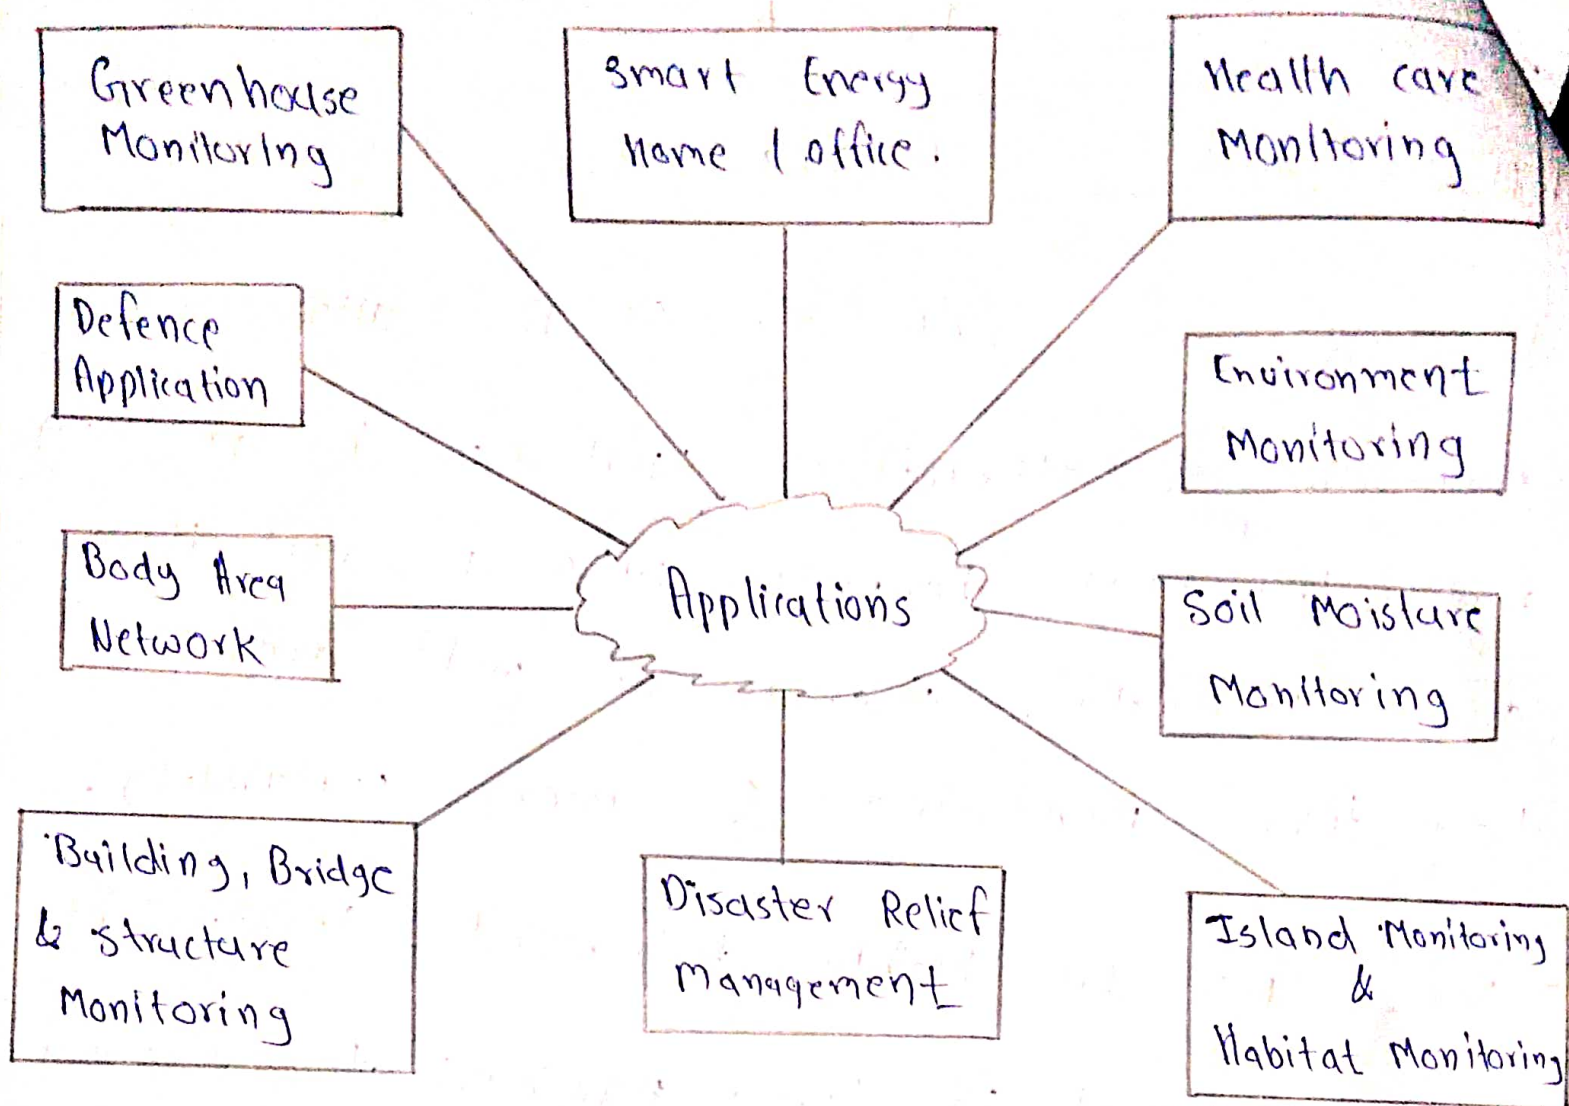 Greenhouse
Monitoring
Smart Energy
Home / office.
Health care
Monitoring
Defence
Application
Environment
Monitoring
Body Area
Network
Applications
Soil Moisture
Monitoring
Building, Bridge
& structure
Monitoring
Disaster Relief
Management
Island Monitoring
&
Habitat Monitoring